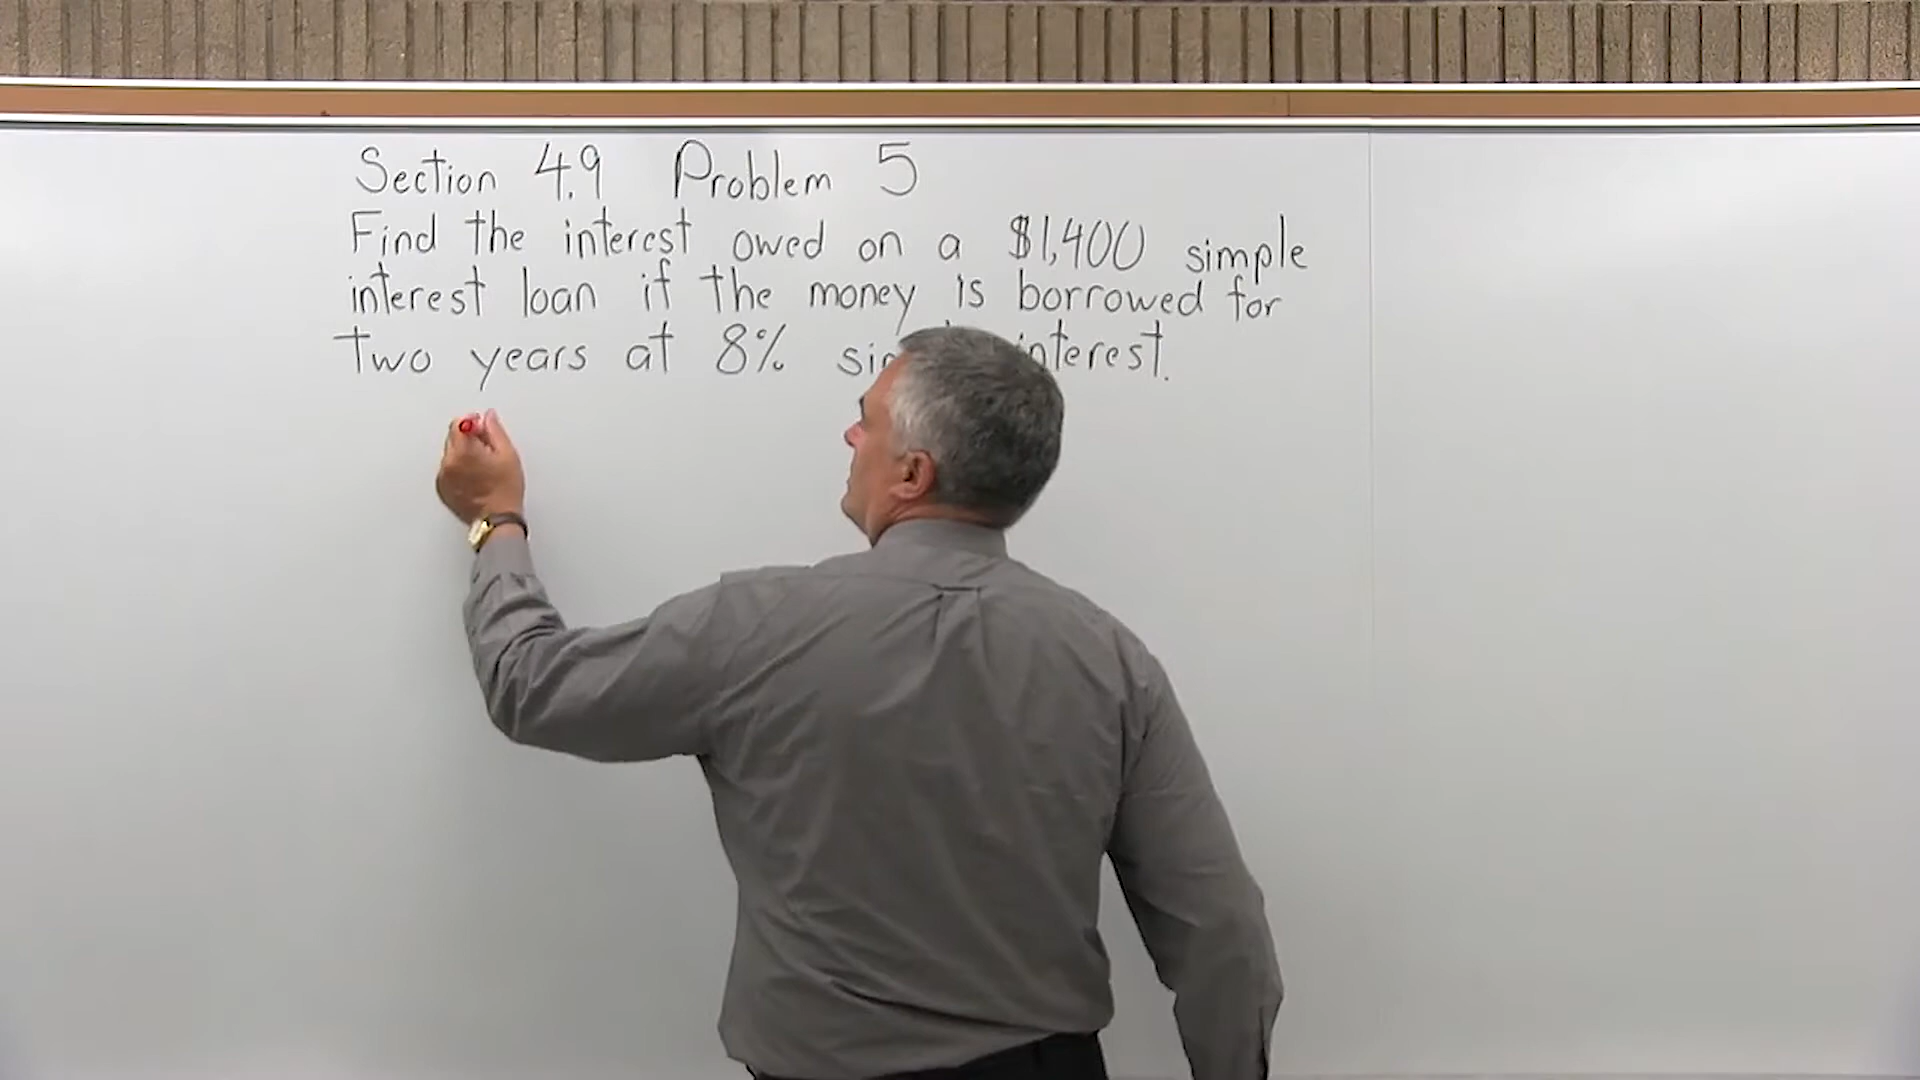 Section 4.9 Problem 5
Find the interest owed on a $1,400 simple
interest loan if the money is borrowed for
two years at 8% interest.